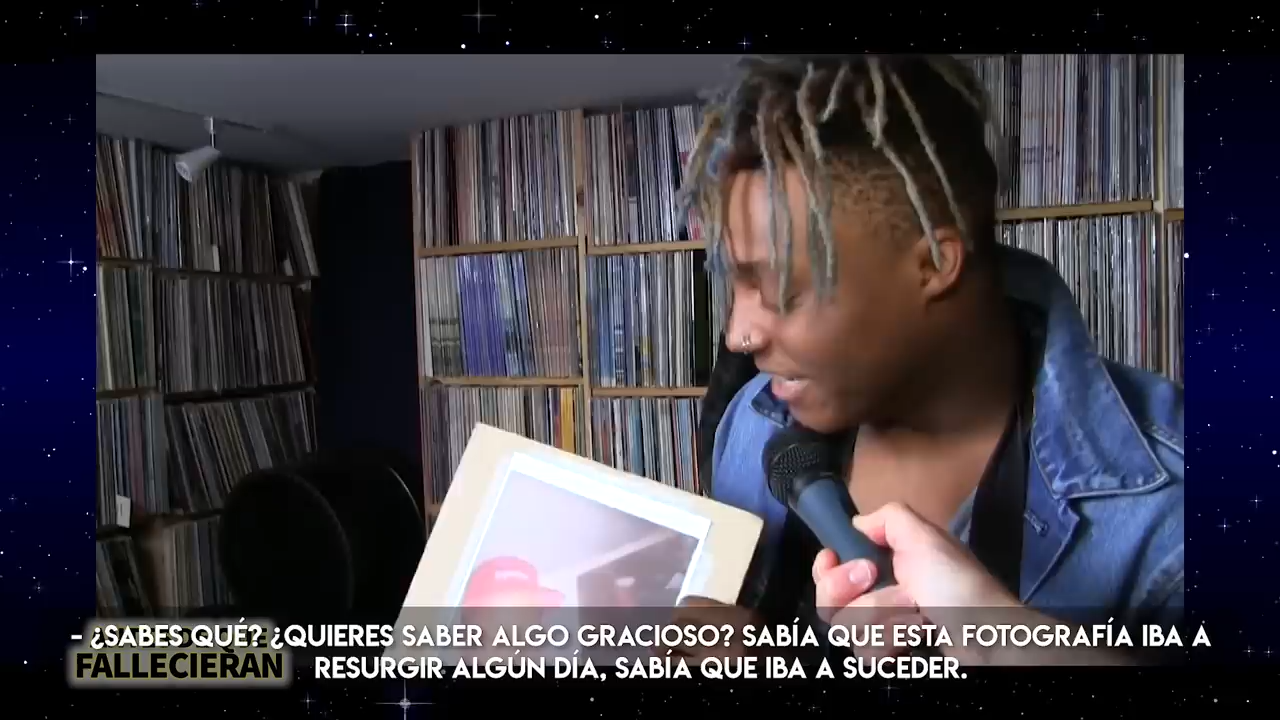 - ¿SABES QUÉ? ¿QUIERES SABER ALGO GRACIOSO? SABÍA QUE ESTA FOTOGRAFÍA IBA A
RESURGIR ALGÚN DÍA, SABÍA QUE IBA A SUCEDER.
FALLECIERAN